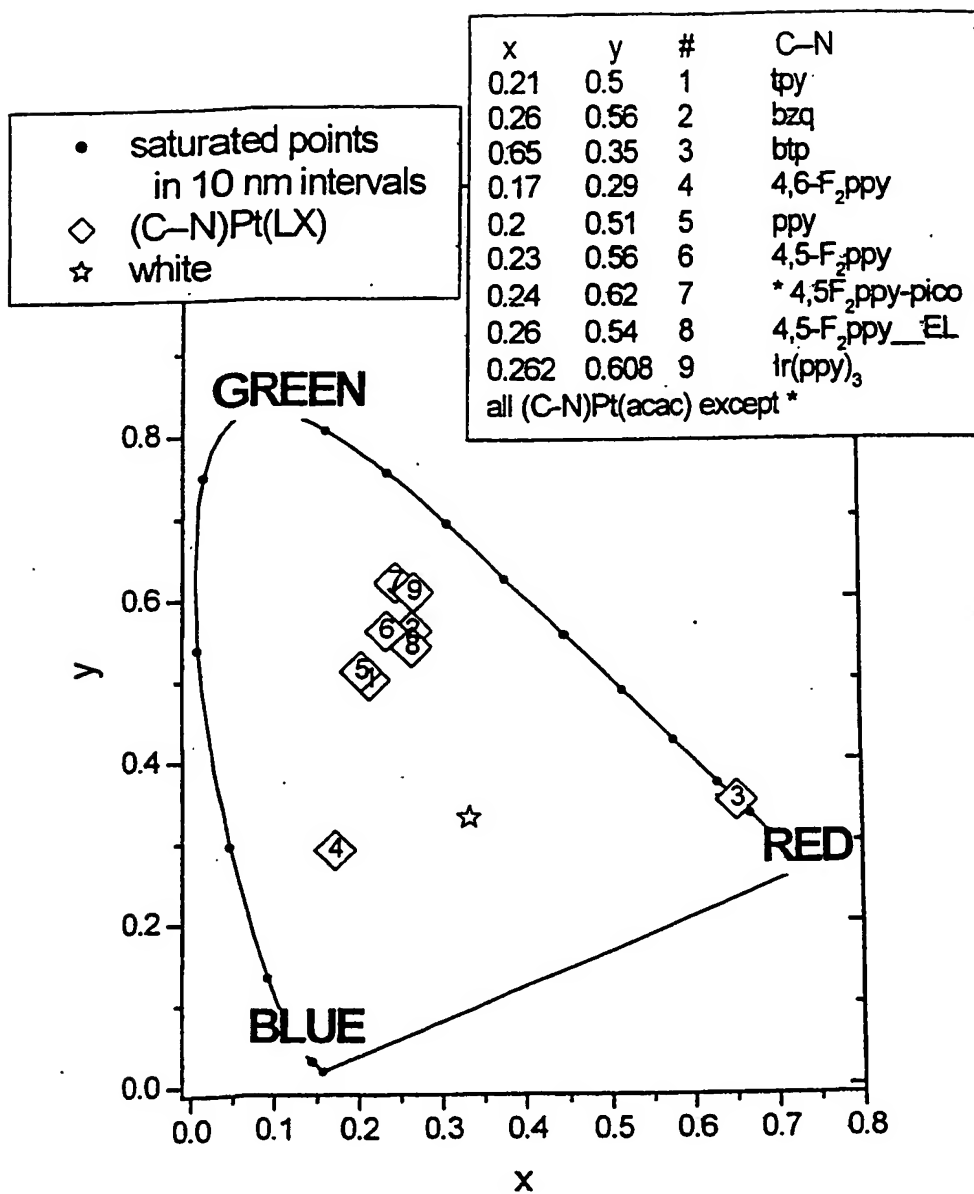 x y # C–N
0.21 0.5 1 tpy
0.26 0.56 2 bzq
0.65 0.35 3 btp
0.17 0.29 4 4,6-F₂ppy
0.2 0.51 5 ppy
0.23 0.56 6 4,5-F₂ppy
0.24 0.62 7 * 4,5F₂ppy-pico
0.26 0.54 8 4,5-F₂ppy__EL
0.262 0.608 9 Ir(ppy)₃
all (C-N)Pt(acac) except *
saturated points
in 10 nm intervals
(C–N)Pt(LX)
white
GREEN
0.8
7 9
0.6
6 2
8
5 1
y
0.4
3
RED
4
0.2
BLUE
0.0
0.0 0.1 0.2 0.3 0.4 0.5 0.6 0.7 0.8
x